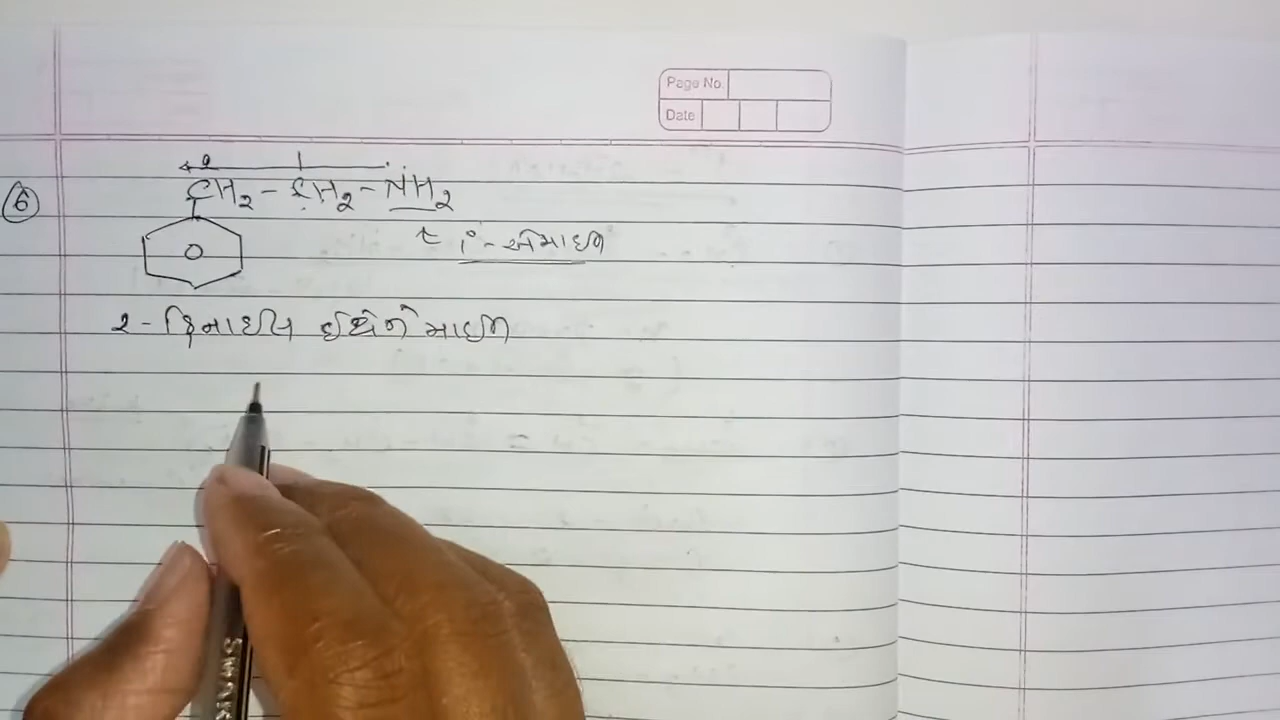 Page No.
Date
2 1
6 CH2 - CH2 - NH2
1°- એમાઇન
2 - ફિનાઇલ ઇથેનેમાઇન